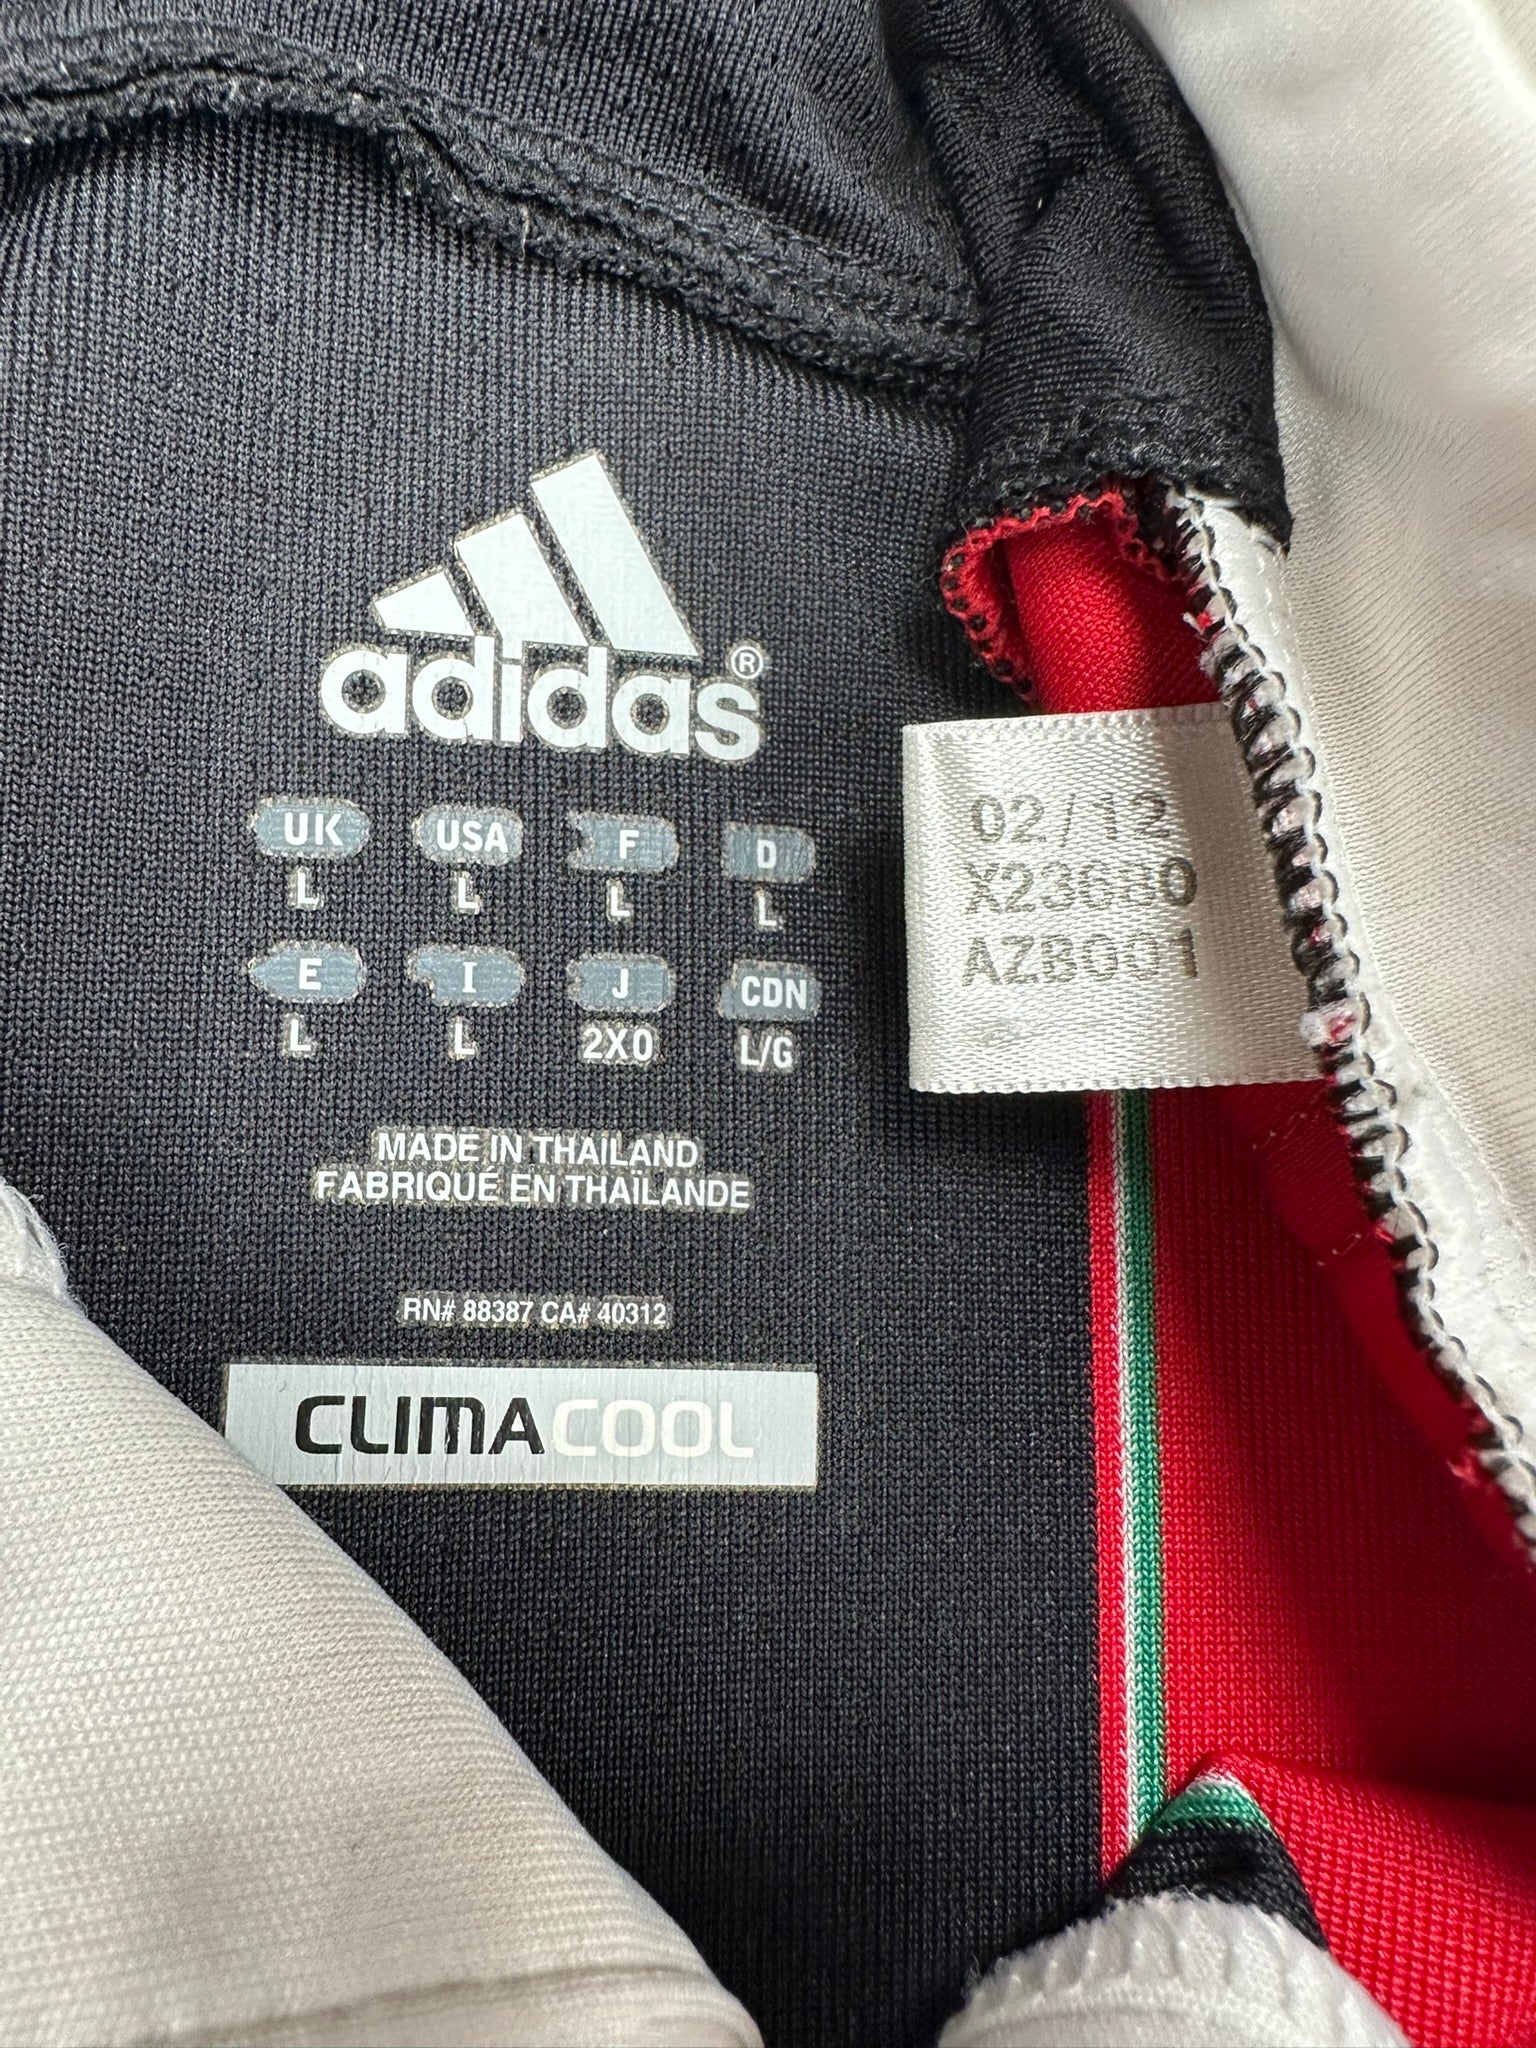 adidas®
UK USA F D
L L L L
E I J CDN
L L 2XO L/G
MADE IN THAILAND
FABRIQUÉ EN THAÏLANDE
RN# 88387 CA# 40312
CLIMACOOL
02/12
X23680
AZB001